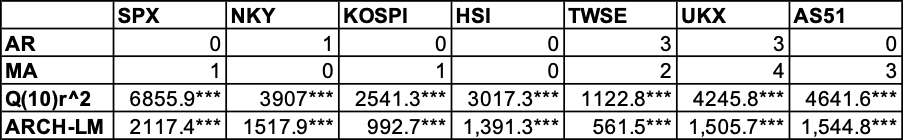 SPX NKY KOSPI HSI TWSE UKX AS51
AR 0 1 0 0 3 3 0
MA 1 0 1 0 2 4 3
Q(10)r^2 6855.9*** 3907*** 2541.3*** 3017.3*** 1122.8*** 4245.8*** 4641.6***
ARCH-LM 2117.4*** 1517.9*** 992.7*** 1,391.3*** 561.5*** 1,505.7*** 1,544.8***